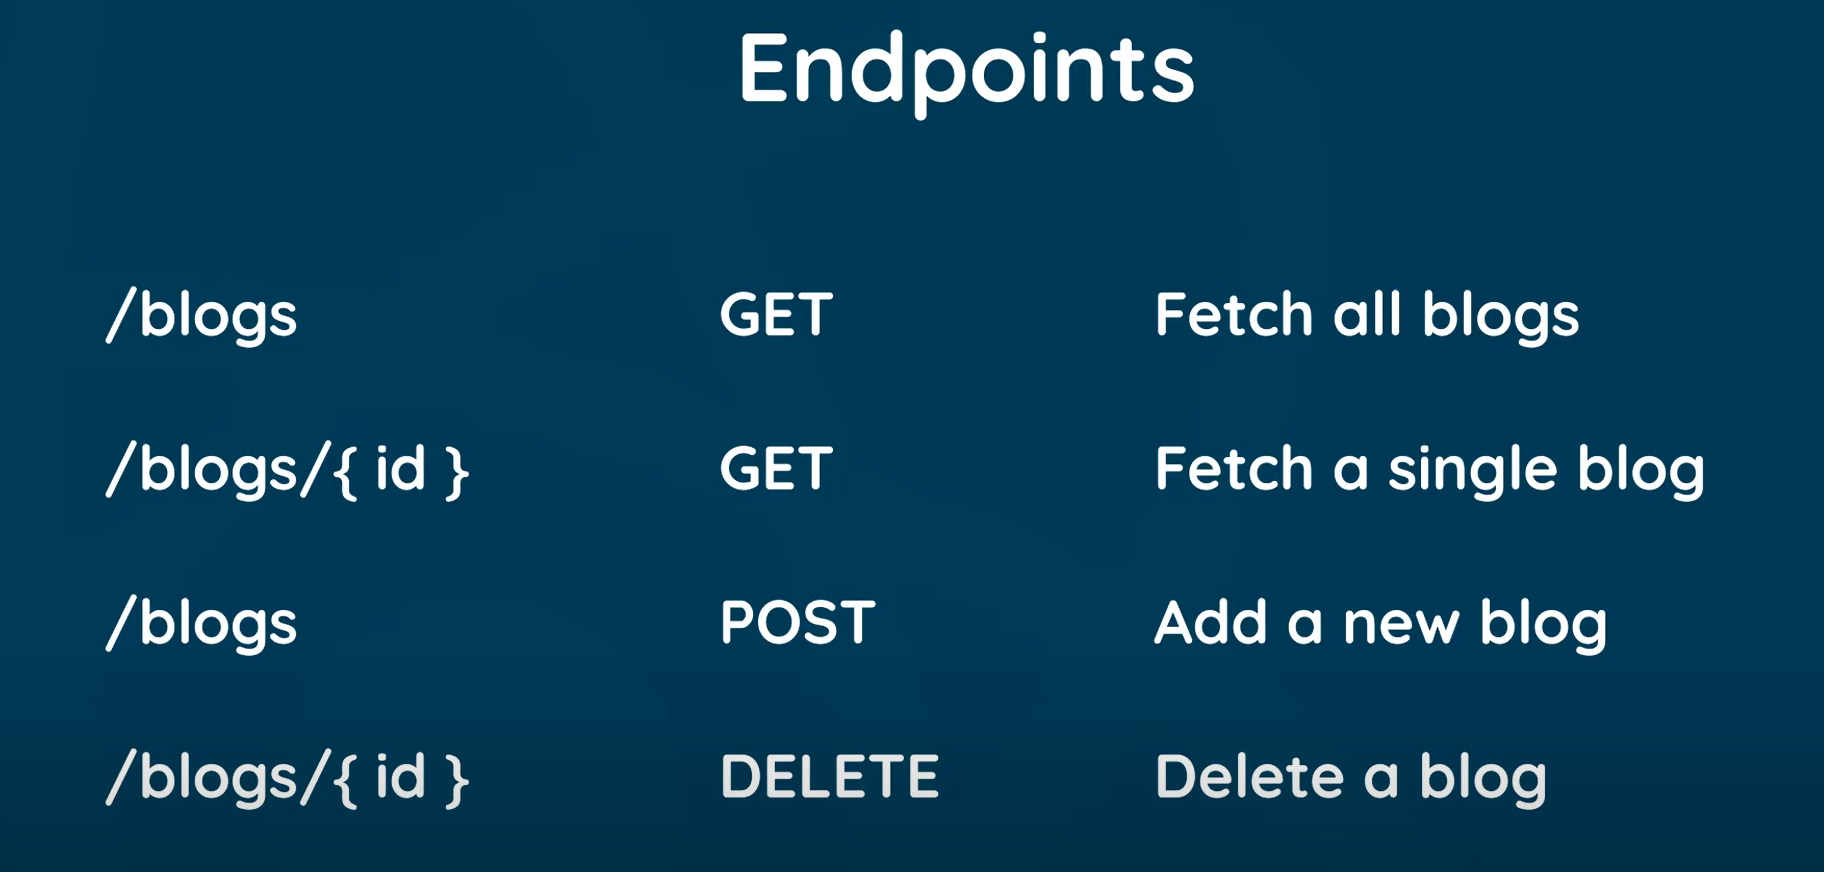 Endpoints
/blogs GET Fetch all blogs
/blogs/{ id } GET Fetch a single blog
/blogs POST Add a new blog
/blogs/{ id } DELETE Delete a blog